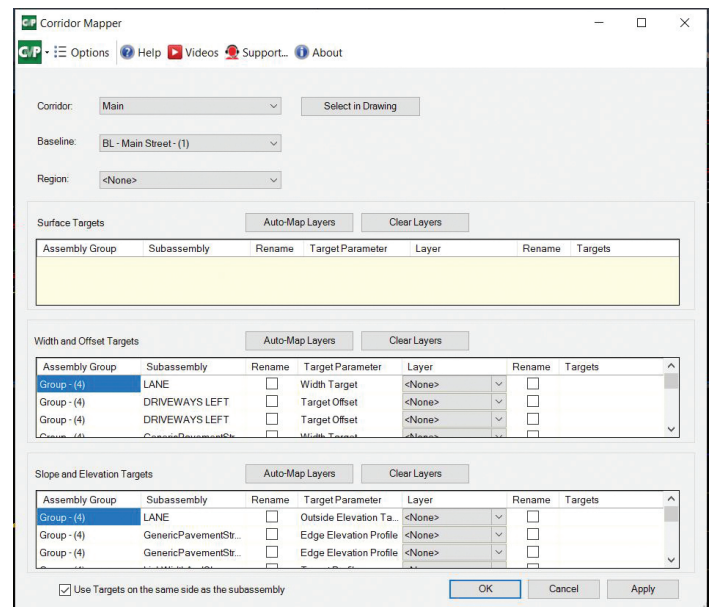 Corridor Mapper
Options Help Videos Support... About
Corridor: Main Select in Drawing
Baseline: BL - Main Street - (1)
Region: <None>
Surface Targets Auto-Map Layers Clear Layers
Assembly Group Subassembly Rename Target Parameter Layer Rename Targets
Width and Offset Targets Auto-Map Layers Clear Layers
Assembly Group Subassembly Rename Target Parameter Layer Rename Targets
Group - (4) LANE Width Target <None>
Group - (4) DRIVEWAYS LEFT Target Offset <None>
Group - (4) DRIVEWAYS LEFT Target Offset <None>
Group - (4) GenericPavementStr... Width Target <None>
Slope and Elevation Targets Auto-Map Layers Clear Layers
Assembly Group Subassembly Rename Target Parameter Layer Rename Targets
Group - (4) LANE Outside Elevation Ta... <None>
Group - (4) GenericPavementStr... Edge Elevation Profile <None>
Group - (4) GenericPavementStr... Edge Elevation Profile <None>
Use Targets on the same side as the subassembly OK Cancel Apply